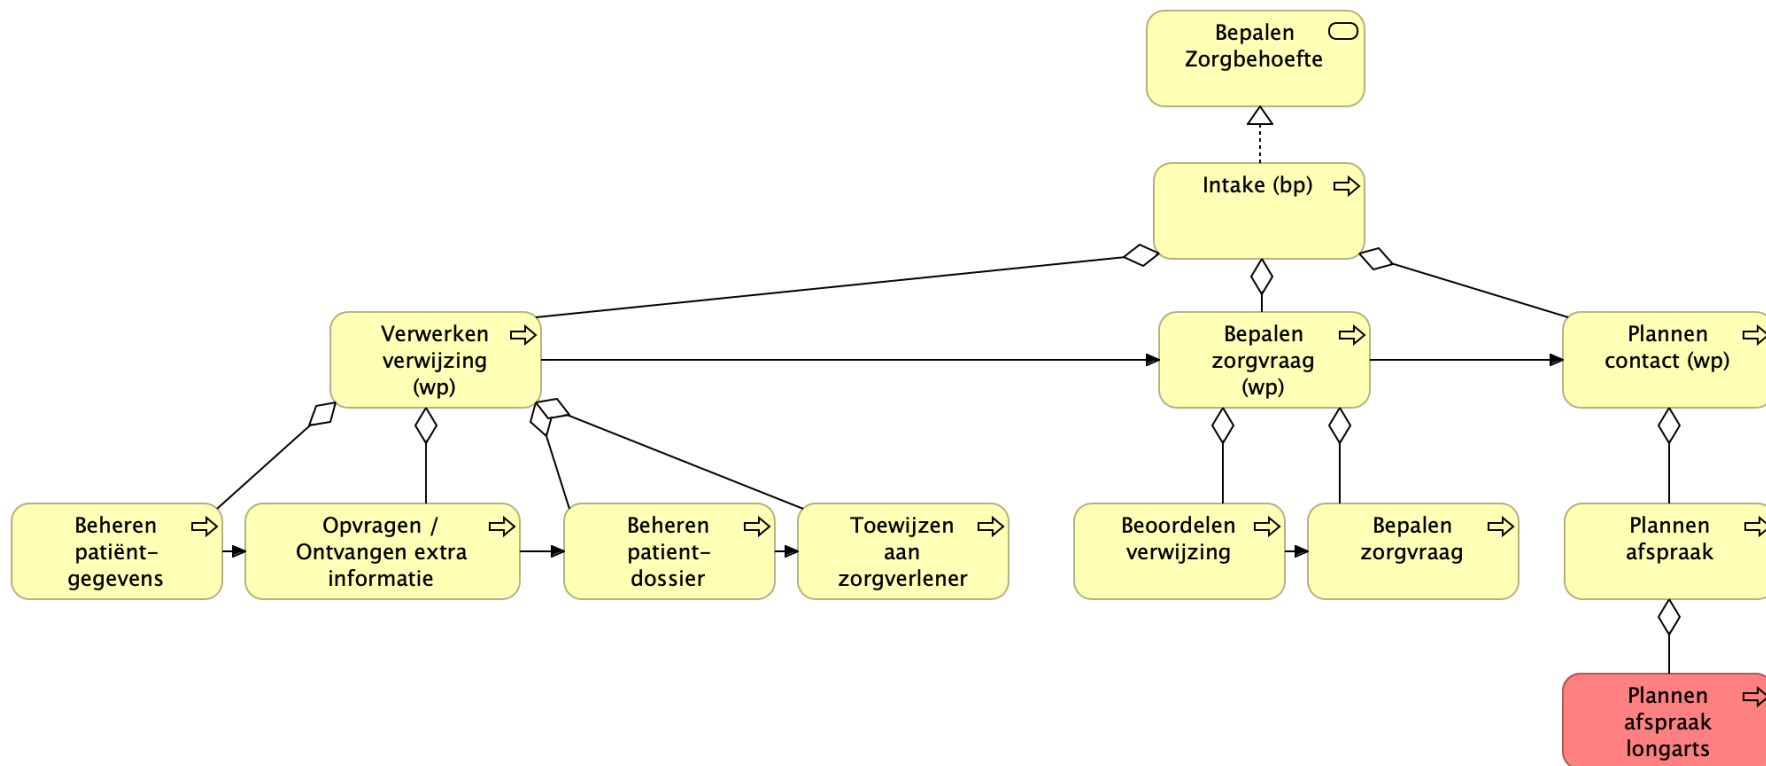 Bepalen
Zorgbehoefte
Intake (bp)
Verwerken
verwijzing
(wp)
Bepalen
zorgvraag
(wp)
Plannen
contact (wp)
Beheren
patiënt-
gegevens
Opvragen /
Ontvangen extra
informatie
Beheren
patient-
dossier
Toewijzen
aan
zorgverlener
Beoordelen
verwijzing
Bepalen
zorgvraag
Plannen
afspraak
Plannen
afspraak
longarts